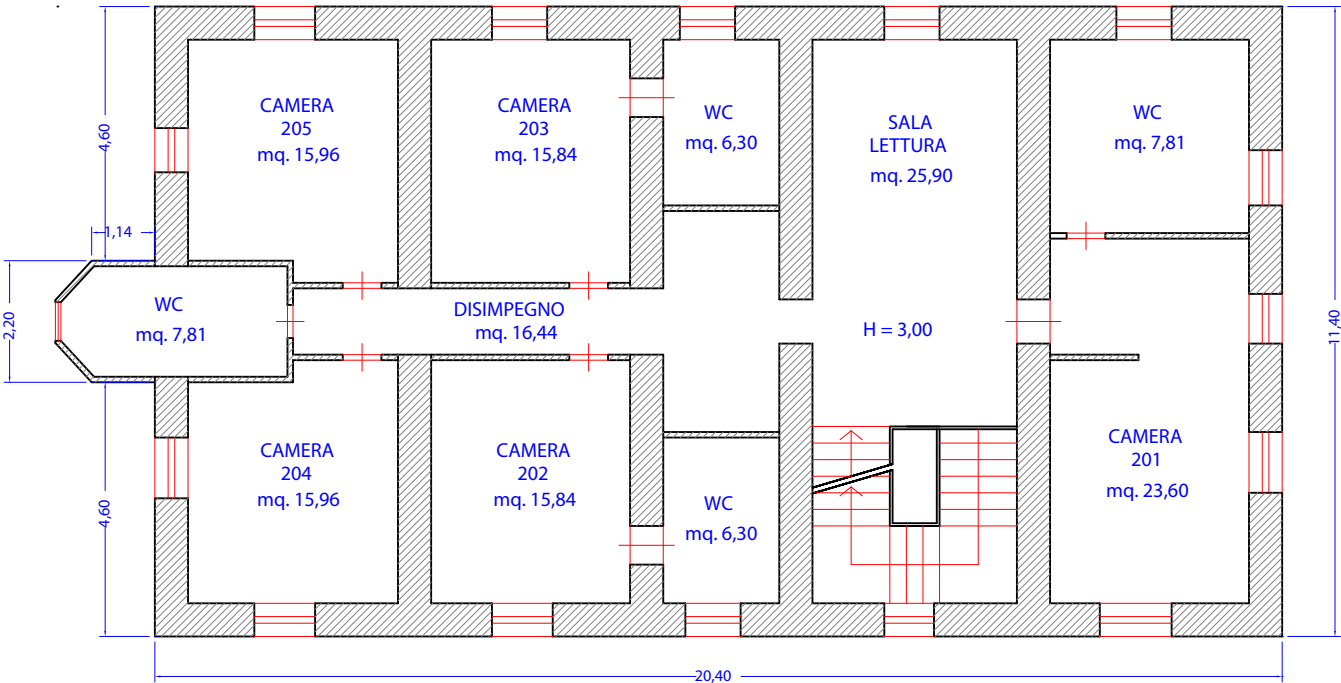 CAMERA
205
mq. 15,96
CAMERA
203
mq. 15,84
WC
mq. 6,30
SALA
LETTURA
mq. 25,90
WC
mq. 7,81
4,60
1,14
2,20
WC
mq. 7,81
DISIMPEGNO
mq. 16,44
H = 3,00
11,40
CAMERA
204
mq. 15,96
CAMERA
202
mq. 15,84
WC
mq. 6,30
CAMERA
201
mq. 23,60
4,60
20,40